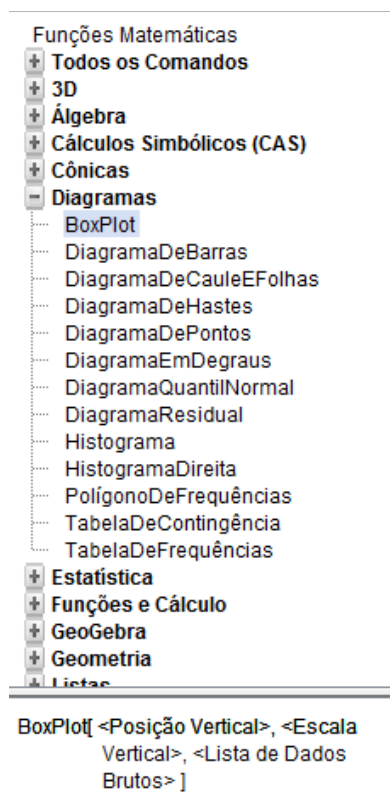 Funções Matemáticas
Todos os Comandos
3D
Álgebra
Cálculos Simbólicos (CAS)
Cônicas
Diagramas
BoxPlot
DiagramaDeBarras
DiagramaDeCauleEFolhas
DiagramaDeHastes
DiagramaDePontos
DiagramaEmDegraus
DiagramaQuantilNormal
DiagramaResidual
Histograma
HistogramaDireita
PolígonoDeFrequências
TabelaDeContingência
TabelaDeFrequências
Estatística
Funções e Cálculo
GeoGebra
Geometria
Listas
BoxPlot[ <Posição Vertical>, <Escala
Vertical>, <Lista de Dados
Brutos> ]